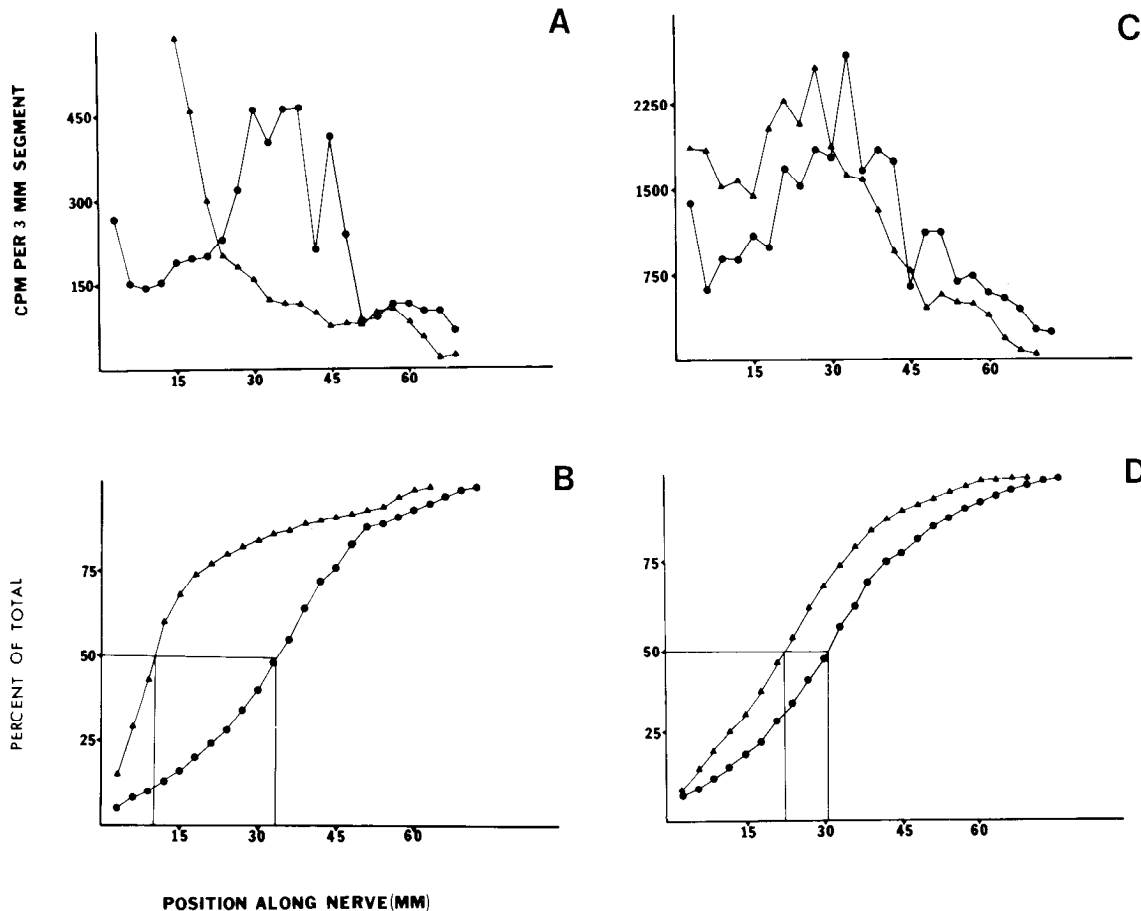 A
CPM PER 3 MM SEGMENT
450
300
150
15 30 45 60
C
2250
1500
750
15 30 45 60
B
PERCENT OF TOTAL
75
50
25
15 30 45 60
D
75
50
25
15 30 45 60
POSITION ALONG NERVE(MM)